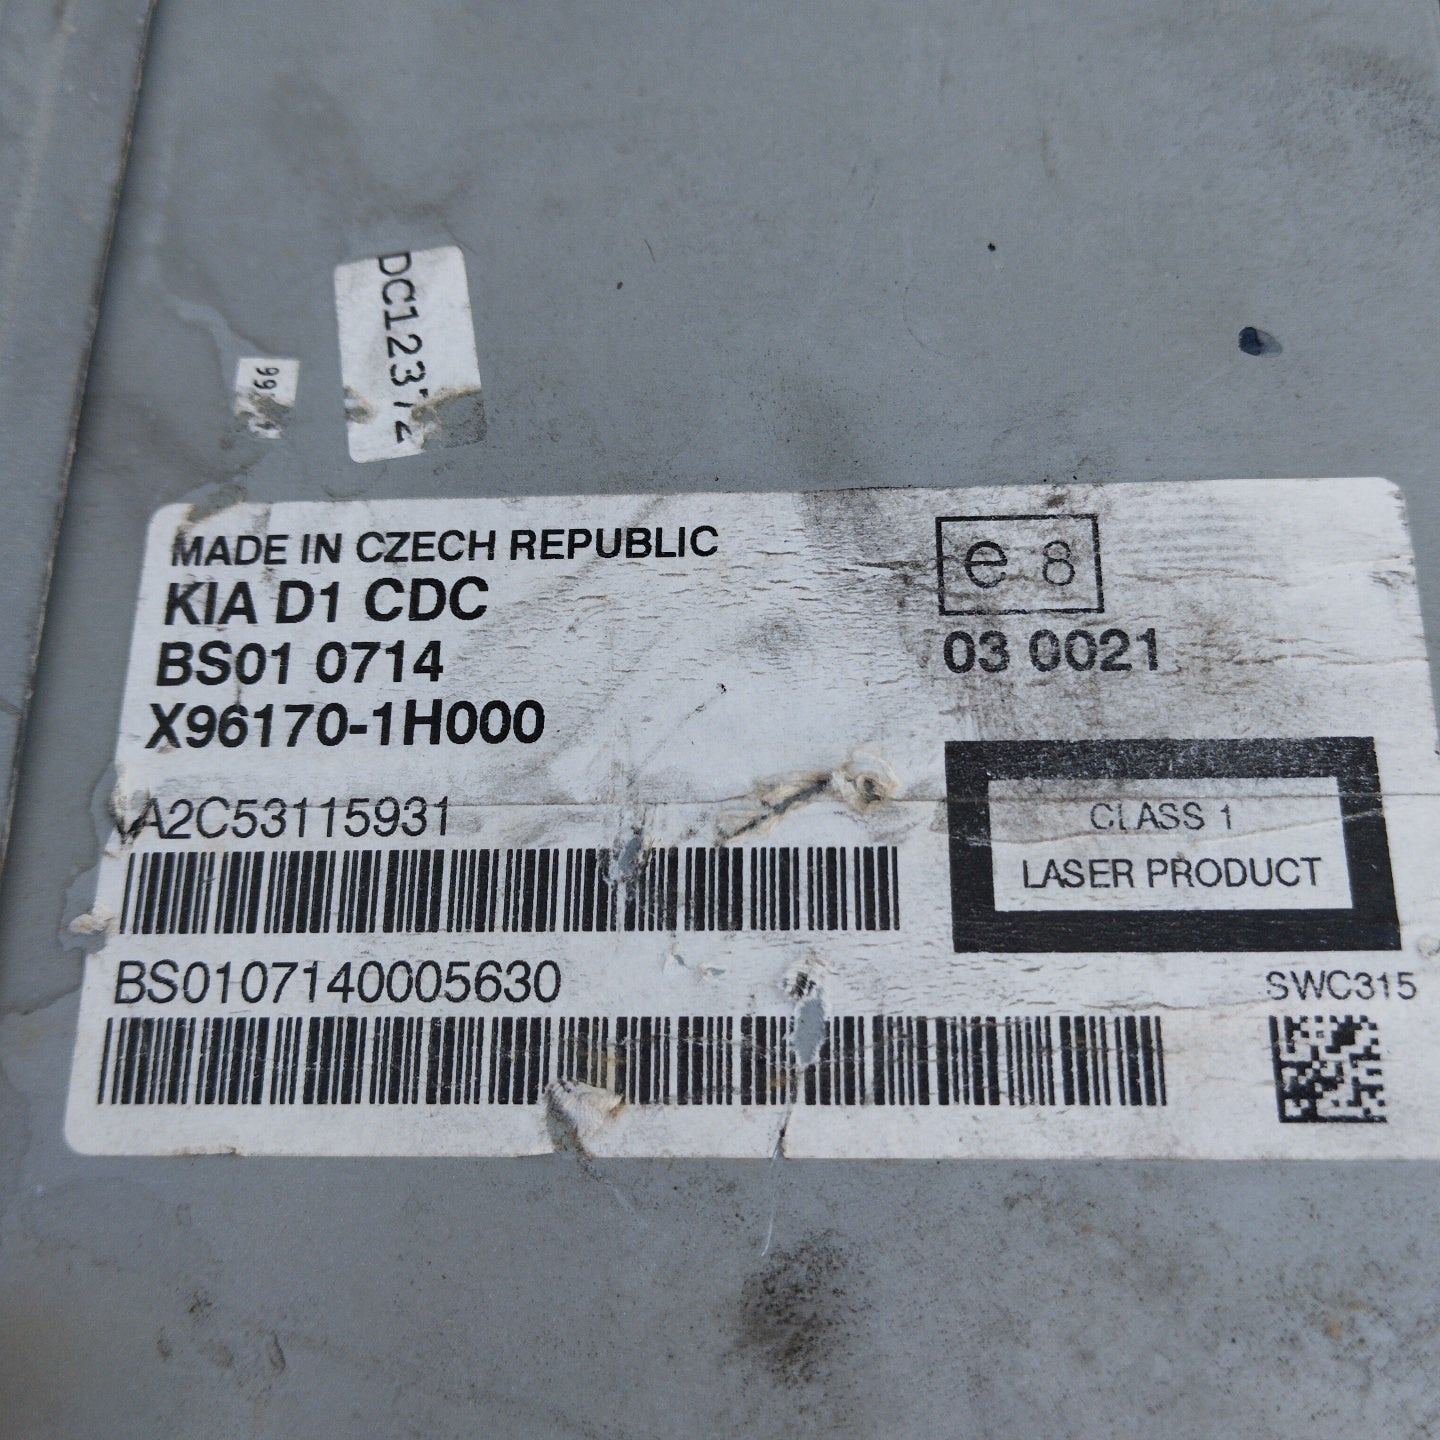 DC12372
MADE IN CZECH REPUBLIC
KIA D1 CDC
BS01 0714
X96170-1H000
e 8
03 0021
A2C53115931
CLASS 1
LASER PRODUCT
BS0107140005630
SWC315